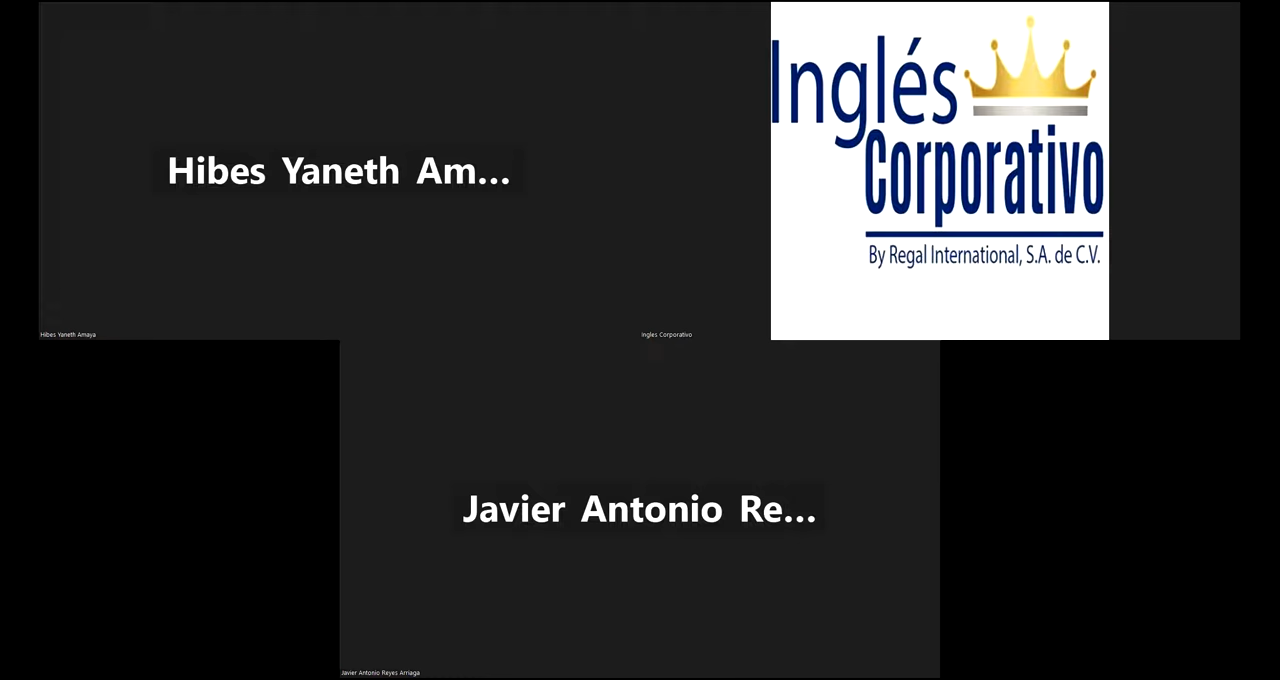 Hibes Yaneth Am...
Hibes Yaneth Amaya
Inglés
Corporativo
By Regal International, S.A. de C.V.
Ingles Corporativo
Javier Antonio Re...
Javier Antonio Reyes Arriaga